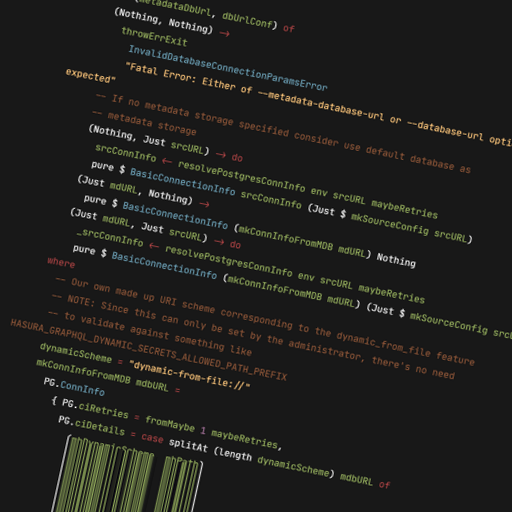 (metadataDbUrl, dbUrlConf) of
(Nothing, Nothing) ->
throwErrExit
InvalidDatabaseConnectionParamsError
"Fatal Error: Either of --metadata-database-url or --database-url opti
expected"
-- If no metadata storage specified consider use default database as
-- metadata storage
(Nothing, Just srcURL) -> do
srcConnInfo <- resolvePostgresConnInfo env srcURL maybeRetries
pure $ BasicConnectionInfo srcConnInfo (Just $ mkSourceConfig srcURL)
(Just mdURL, Nothing) ->
pure $ BasicConnectionInfo (mkConnInfoFromMDB mdURL) Nothing
(Just mdURL, Just srcURL) -> do
_srcConnInfo <- resolvePostgresConnInfo env srcURL maybeRetries
pure $ BasicConnectionInfo (mkConnInfoFromMDB mdURL) (Just $ mkSourceConfig src
where
-- Our own made up URI scheme corresponding to the dynamic_from_file feature
-- NOTE: Since this can only be set by the administrator, there's no need
-- to validate against something like
HASURA_GRAPHQL_DYNAMIC_SECRETS_ALLOWED_PATH_PREFIX
dynamicScheme = "dynamic-from-file://"
mkConnInfoFromMDB mdbURL =
PG.ConnInfo
{ PG.ciRetries = fromMaybe 1 maybeRetries,
PG.ciDetails = case splitAt (length dynamicScheme) mdbURL of